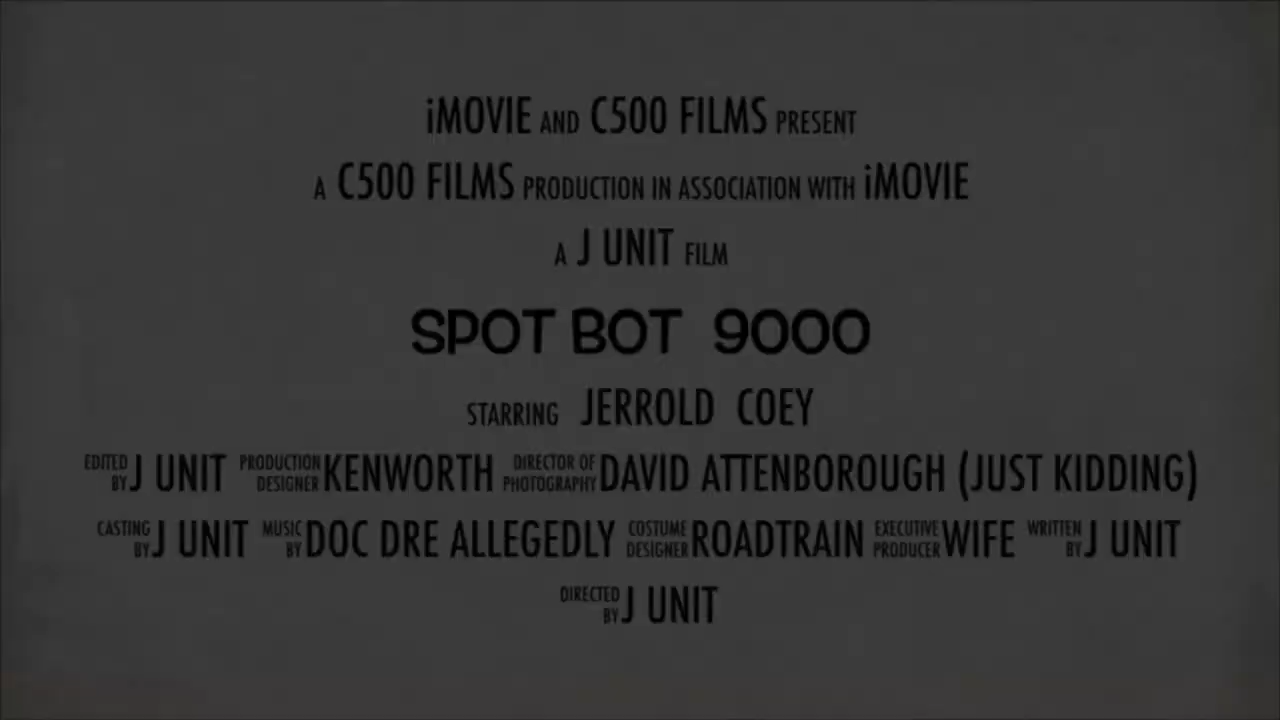 iMOVIE AND C500 FILMS PRESENT
A C500 FILMS PRODUCTION IN ASSOCIATION WITH iMOVIE
A J UNIT FILM
SPOT BOT 9000
STARRING JERROLD COEY
EDITED BY J UNIT PRODUCTION DESIGNER KENWORTH DIRECTOR OF PHOTOGRAPHY DAVID ATTENBOROUGH (JUST KIDDING)
CASTING BY J UNIT MUSIC BY DOC DRE ALLEGEDLY COSTUME DESIGNER ROADTRAIN EXECUTIVE PRODUCER WIFE WRITTEN BY J UNIT
DIRECTED BY J UNIT